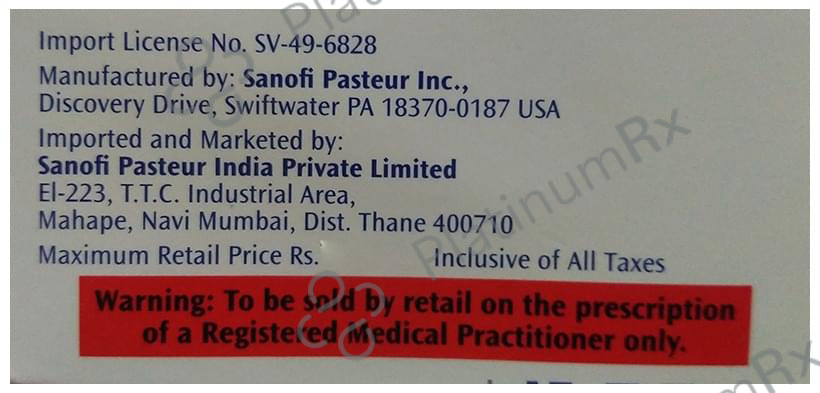 Import License No. SV-49-6828
Manufactured by: Sanofi Pasteur Inc.,
Discovery Drive, Swiftwater PA 18370-0187 USA
Imported and Marketed by:
Sanofi Pasteur India Private Limited
El-223, T.T.C. Industrial Area,
Mahape, Navi Mumbai, Dist. Thane 400710
Maximum Retail Price Rs. Inclusive of All Taxes
Warning: To be sold by retail on the prescription
of a Registered Medical Practitioner only.
PlatinumRx